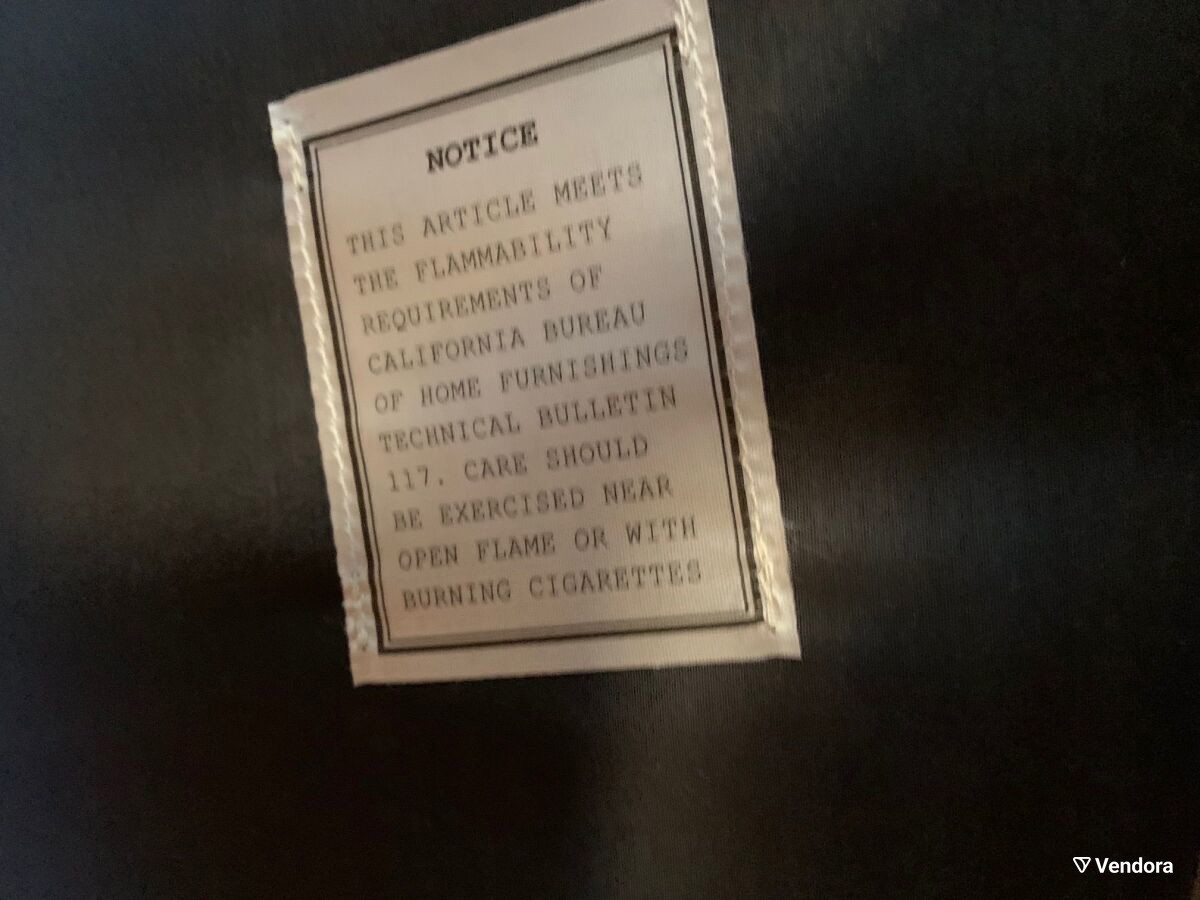 NOTICE
THIS ARTICLE MEETS
THE FLAMMABILITY
REQUIREMENTS OF
CALIFORNIA BUREAU
OF HOME FURNISHINGS
TECHNICAL BULLETIN
117. CARE SHOULD
BE EXERCISED NEAR
OPEN FLAME OR WITH
BURNING CIGARETTES
Vendora